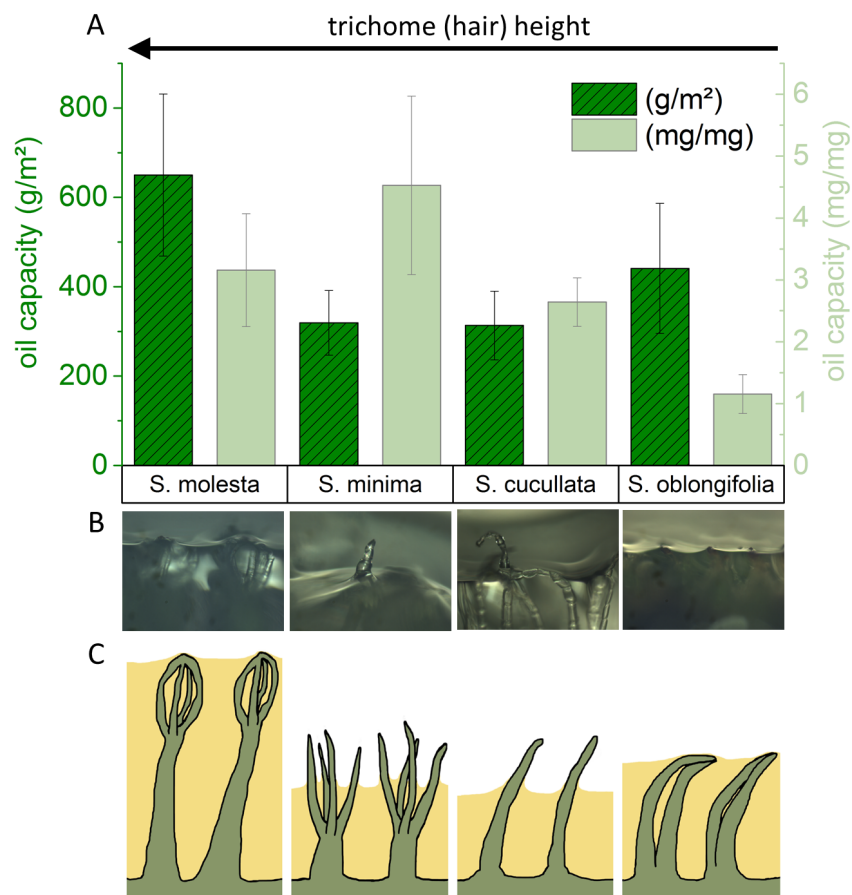 A
trichome (hair) height
(g/m²)
(mg/mg)
oil capacity (g/m²)
800
600
400
200
0
oil capacity (mg/mg)
6
5
4
3
2
1
0
S. molesta
S. minima
S. cucullata
S. oblongifolia
B
C